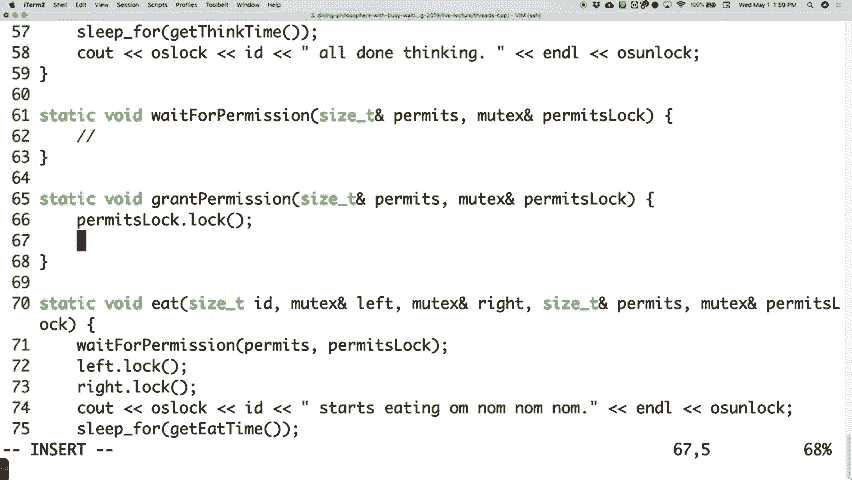 iTerm2 Shell Edit View Session Scripts Profiles Toolbelt Window Help 100% Wed May 1 1:59 PM
3. dining-philosophers-with-busy-wait...g-2019/live-lecture/threads-cpp) - VIM (ssh)
57 sleep_for(getThinkTime());
58 cout << oslock << id << " all done thinking. " << endl << osunlock;
59 }
60
61 static void waitForPermission(size_t& permits, mutex& permitsLock) {
62 //
63 }
64
65 static void grantPermission(size_t& permits, mutex& permitsLock) {
66 permitsLock.lock();
67
68 }
69
70 static void eat(size_t id, mutex& left, mutex& right, size_t& permits, mutex& permitsL
ock) {
71 waitForPermission(permits, permitsLock);
72 left.lock();
73 right.lock();
74 cout << oslock << id << " starts eating om nom nom nom." << endl << osunlock;
75 sleep_for(getEatTime());
-- INSERT -- 67,5 68%